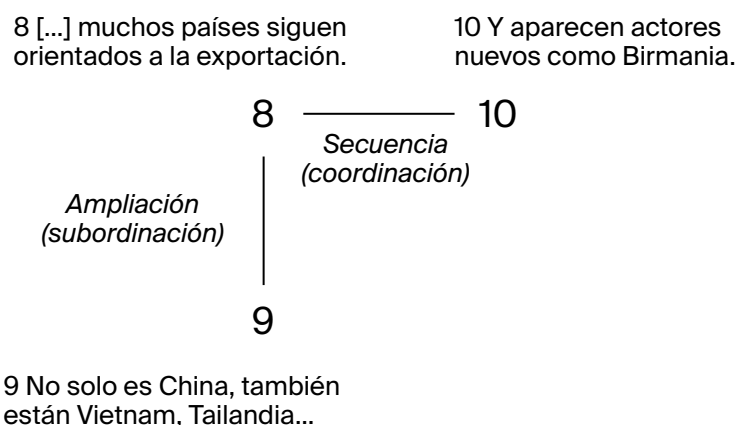 8 [...] muchos países siguen
orientados a la exportación.
10 Y aparecen actores
nuevos como Birmania.
8
10
Secuencia
(coordinación)
Ampliación
(subordinación)
9
9 No solo es China, también
están Vietnam, Tailandia...